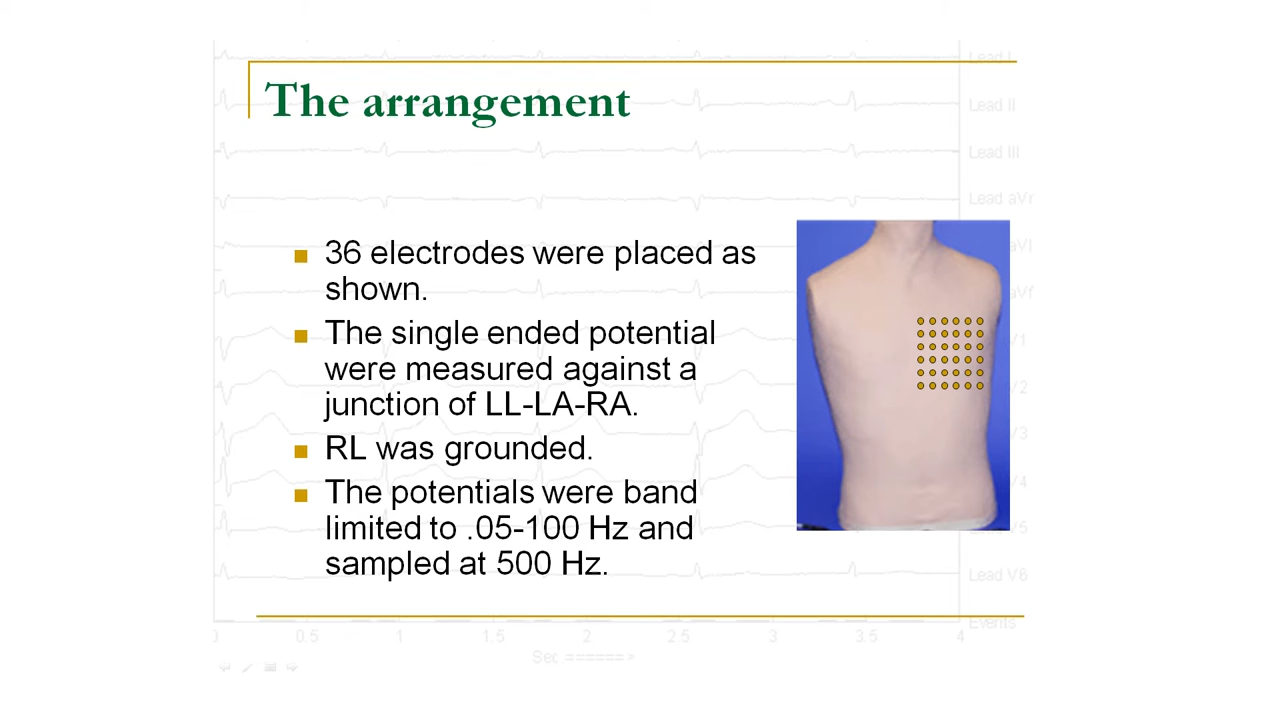 The arrangement
36 electrodes were placed as
shown.
The single ended potential
were measured against a
junction of LL-LA-RA.
RL was grounded.
The potentials were band
limited to .05-100 Hz and
sampled at 500 Hz.
Lead I
Lead II
Lead III
Lead aVr
aVl
aVf
V1
V2
V3
V4
V5
Lead V6
Events
0 0.5 1 1.5 2 2.5 3 3.5 4
Sec ======>